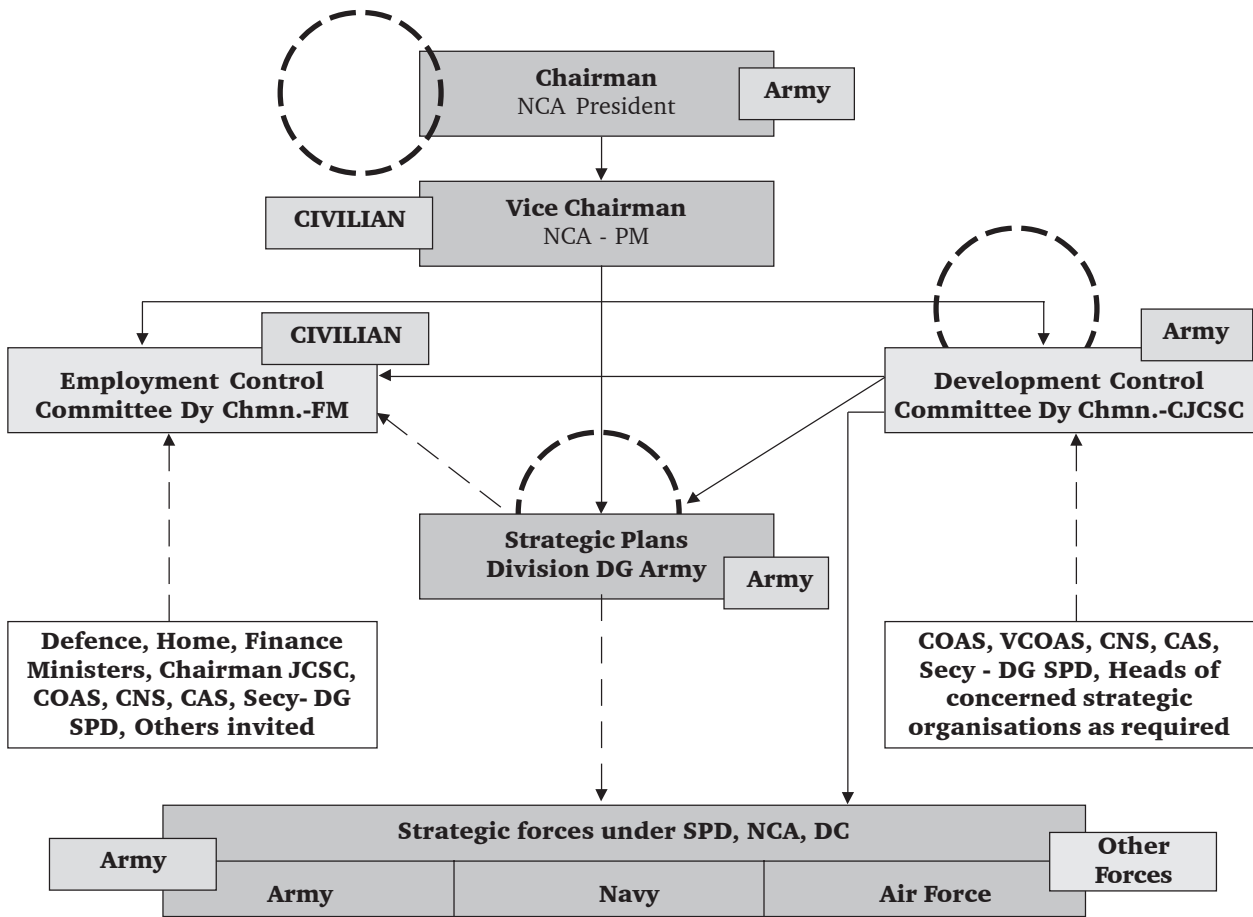 Chairman
NCA President
Army
Vice Chairman
NCA - PM
CIVILIAN
CIVILIAN
Employment Control
Committee Dy Chmn.-FM
Army
Development Control
Committee Dy Chmn.-CJCSC
Strategic Plans
Division DG Army
Army
Defence, Home, Finance
Ministers, Chairman JCSC,
COAS, CNS, CAS, Secy- DG
SPD, Others invited
COAS, VCOAS, CNS, CAS,
Secy - DG SPD, Heads of
concerned strategic
organisations as required
Strategic forces under SPD, NCA, DC
Army
Other
Forces
Army
Navy
Air Force